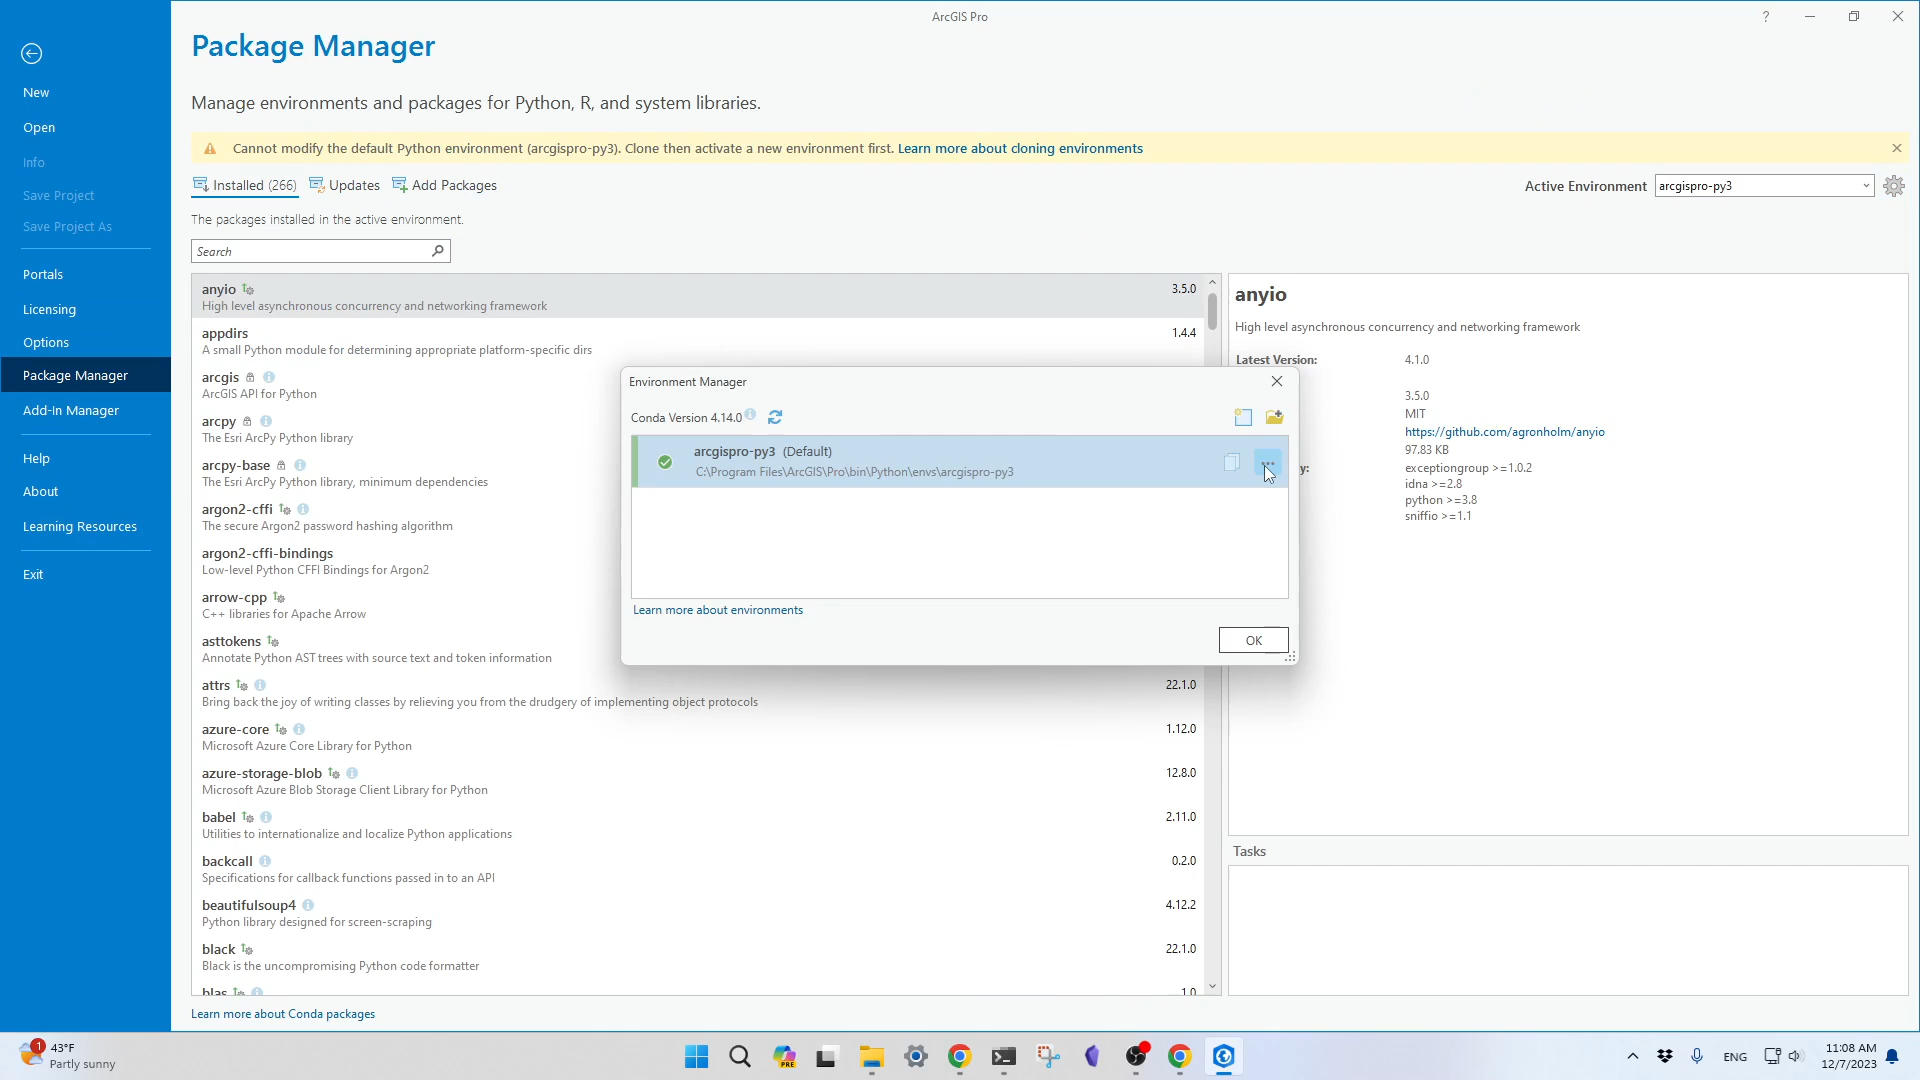 ArcGIS Pro
?
Package Manager
New
Open
Info
Save Project
Save Project As
Portals
Licensing
Options
Package Manager
Add-In Manager
Help
About
Learning Resources
Exit
Manage environments and packages for Python, R, and system libraries.
Cannot modify the default Python environment (arcgispro-py3). Clone then activate a new environment first. Learn more about cloning environments
Installed (266) Updates Add Packages
Active Environment arcgispro-py3
The packages installed in the active environment.
Search
anyio 3.5.0
High level asynchronous concurrency and networking framework
appdirs 1.4.4
A small Python module for determining appropriate platform-specific dirs
arcgis
ArcGIS API for Python
arcpy
The Esri ArcPy Python library
arcpy-base
The Esri ArcPy Python library, minimum dependencies
argon2-cffi
The secure Argon2 password hashing algorithm
argon2-cffi-bindings
Low-level Python CFFI Bindings for Argon2
arrow-cpp
C++ libraries for Apache Arrow
asttokens
Annotate Python AST trees with source text and token information
attrs 22.1.0
Bring back the joy of writing classes by relieving you from the drudgery of implementing object protocols
azure-core 1.12.0
Microsoft Azure Core Library for Python
azure-storage-blob 12.8.0
Microsoft Azure Blob Storage Client Library for Python
babel 2.11.0
Utilities to internationalize and localize Python applications
backcall 0.2.0
Specifications for callback functions passed in to an API
beautifulsoup4 4.12.2
Python library designed for screen-scraping
black 22.1.0
Black is the uncompromising Python code formatter
blas 1.0
Learn more about Conda packages
anyio
High level asynchronous concurrency and networking framework
Latest Version: 4.1.0
3.5.0
MIT
https://github.com/agronholm/anyio
97.83 KB
y: exceptiongroup >=1.0.2
idna >=2.8
python >=3.8
sniffio >=1.1
Tasks
Environment Manager
Conda Version 4.14.0
arcgispro-py3 (Default)
C:\Program Files\ArcGIS\Pro\bin\Python\envs\arcgispro-py3
Learn more about environments
OK
1
43°F
Partly sunny
PRE
ENG
11:08 AM
12/7/2023